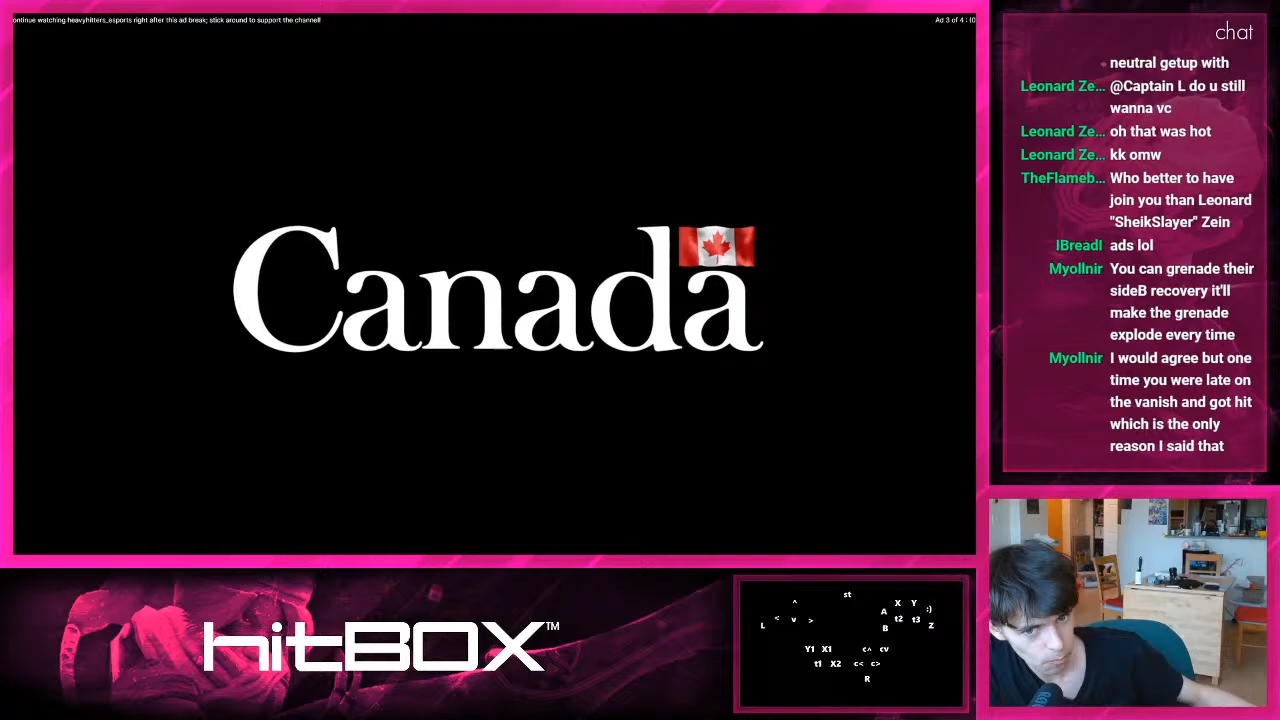 ontinue watching heavyhitters_esports right after this ad break; stick around to support the channel!
Ad 3 of 4 : (0
Canada
chat
neutral getup with
Leonard Ze... @Captain L do u still
wanna vc
Leonard Ze... oh that was hot
Leonard Ze... kk omw
TheFlameb... Who better to have
join you than Leonard
"SheikSlayer" Zein
IBreadI ads lol
Myollnir You can grenade their
sideB recovery it'll
make the grenade
explode every time
Myollnir I would agree but one
time you were late on
the vanish and got hit
which is the only
reason I said that
hitBOX™
st
^ X Y
< v > A t2 t3 :)
L B Z
Y1 X1 c^ cv
t1 X2 c< c>
R